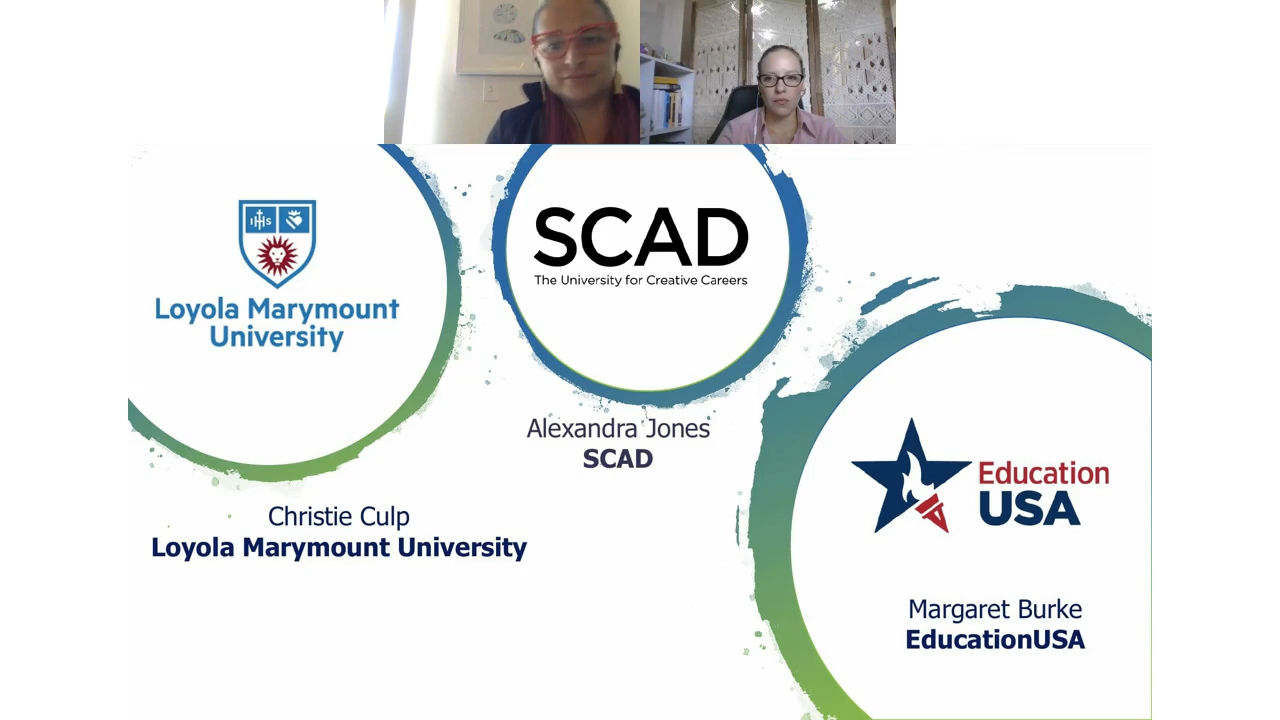 IHS
Loyola Marymount
University
SCAD
The University for Creative Careers
Alexandra Jones
SCAD
Christie Culp
Loyola Marymount University
Education
USA
Margaret Burke
EducationUSA